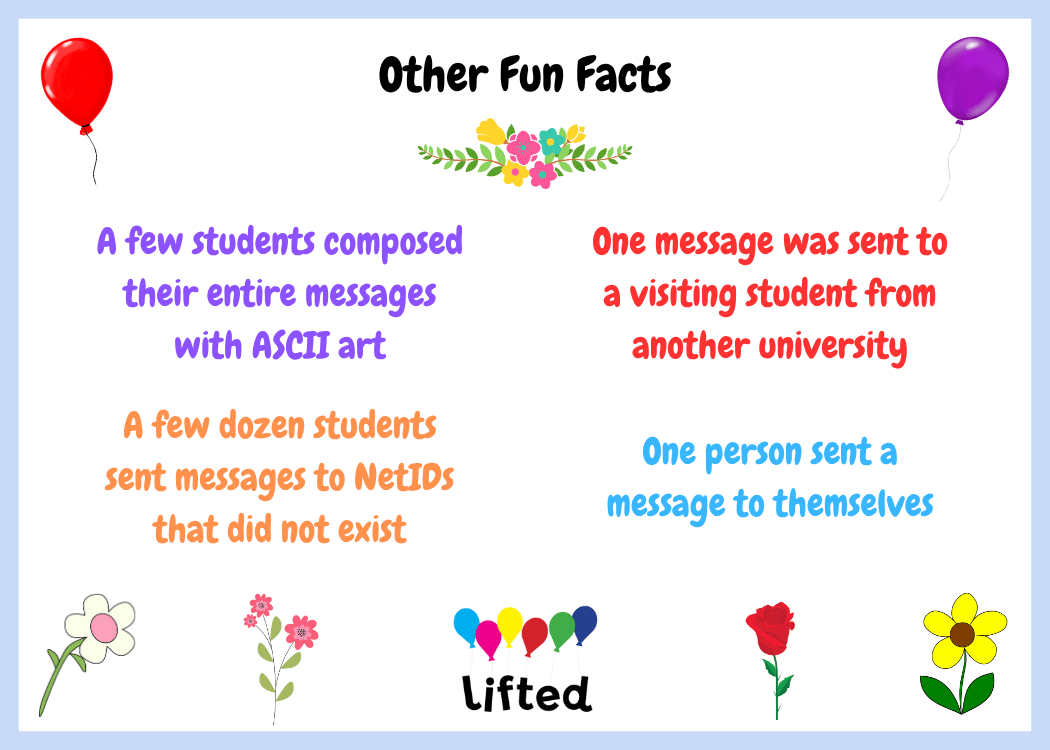 Other Fun Facts
A few students composed
their entire messages
with ASCII art
One message was sent to
a visiting student from
another university
A few dozen students
sent messages to NetIDs
that did not exist
One person sent a
message to themselves
lifted